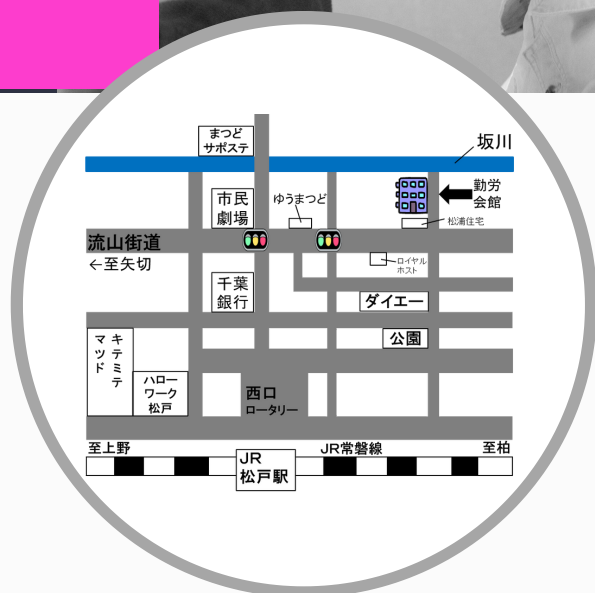 まつど
サポステ
坂川
市民
劇場
ゆうまつど
勤労
会館
松浦住宅
流山街道
←至矢切
ロイヤル
ホスト
千葉
銀行
ダイエー
公園
キテミテ
マツド
ハロー
ワーク
松戸
西口
ロータリー
至上野
JR
松戸駅
JR常磐線
至柏